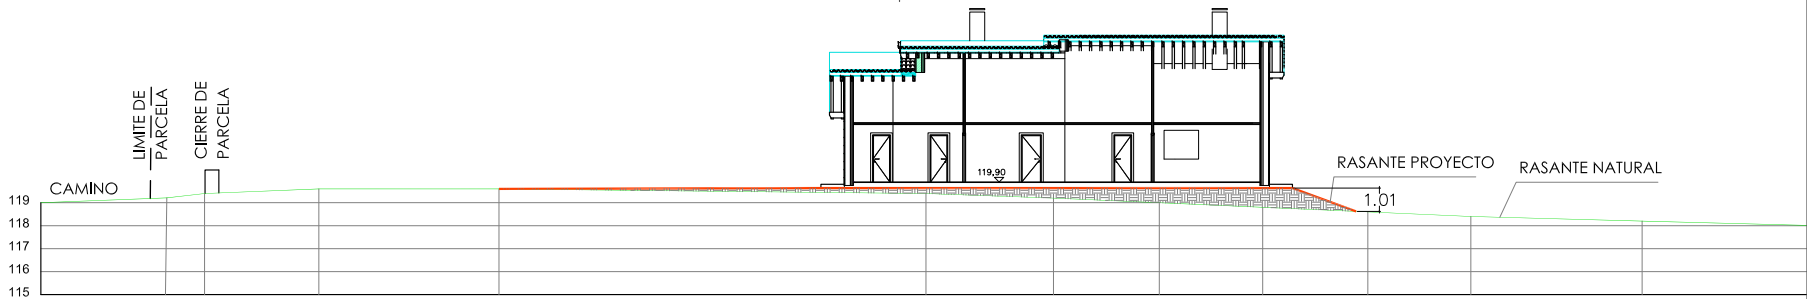 LIMITE DE
PARCELA
CIERRE DE
PARCELA
CAMINO
119.90
RASANTE PROYECTO
RASANTE NATURAL
1.01
119
118
117
116
115